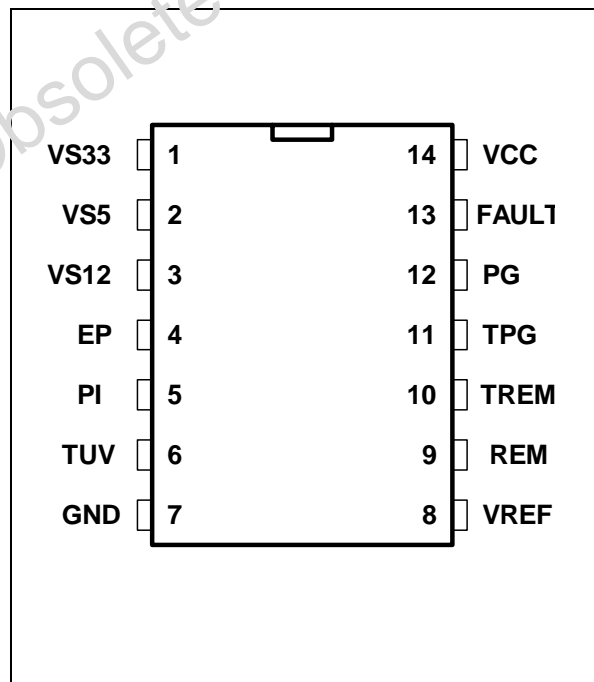 obsolete
VS33 1 14 VCC
VS5 2 13 FAULT
VS12 3 12 PG
EP 4 11 TPG
PI 5 10 TREM
TUV 6 9 REM
GND 7 8 VREF